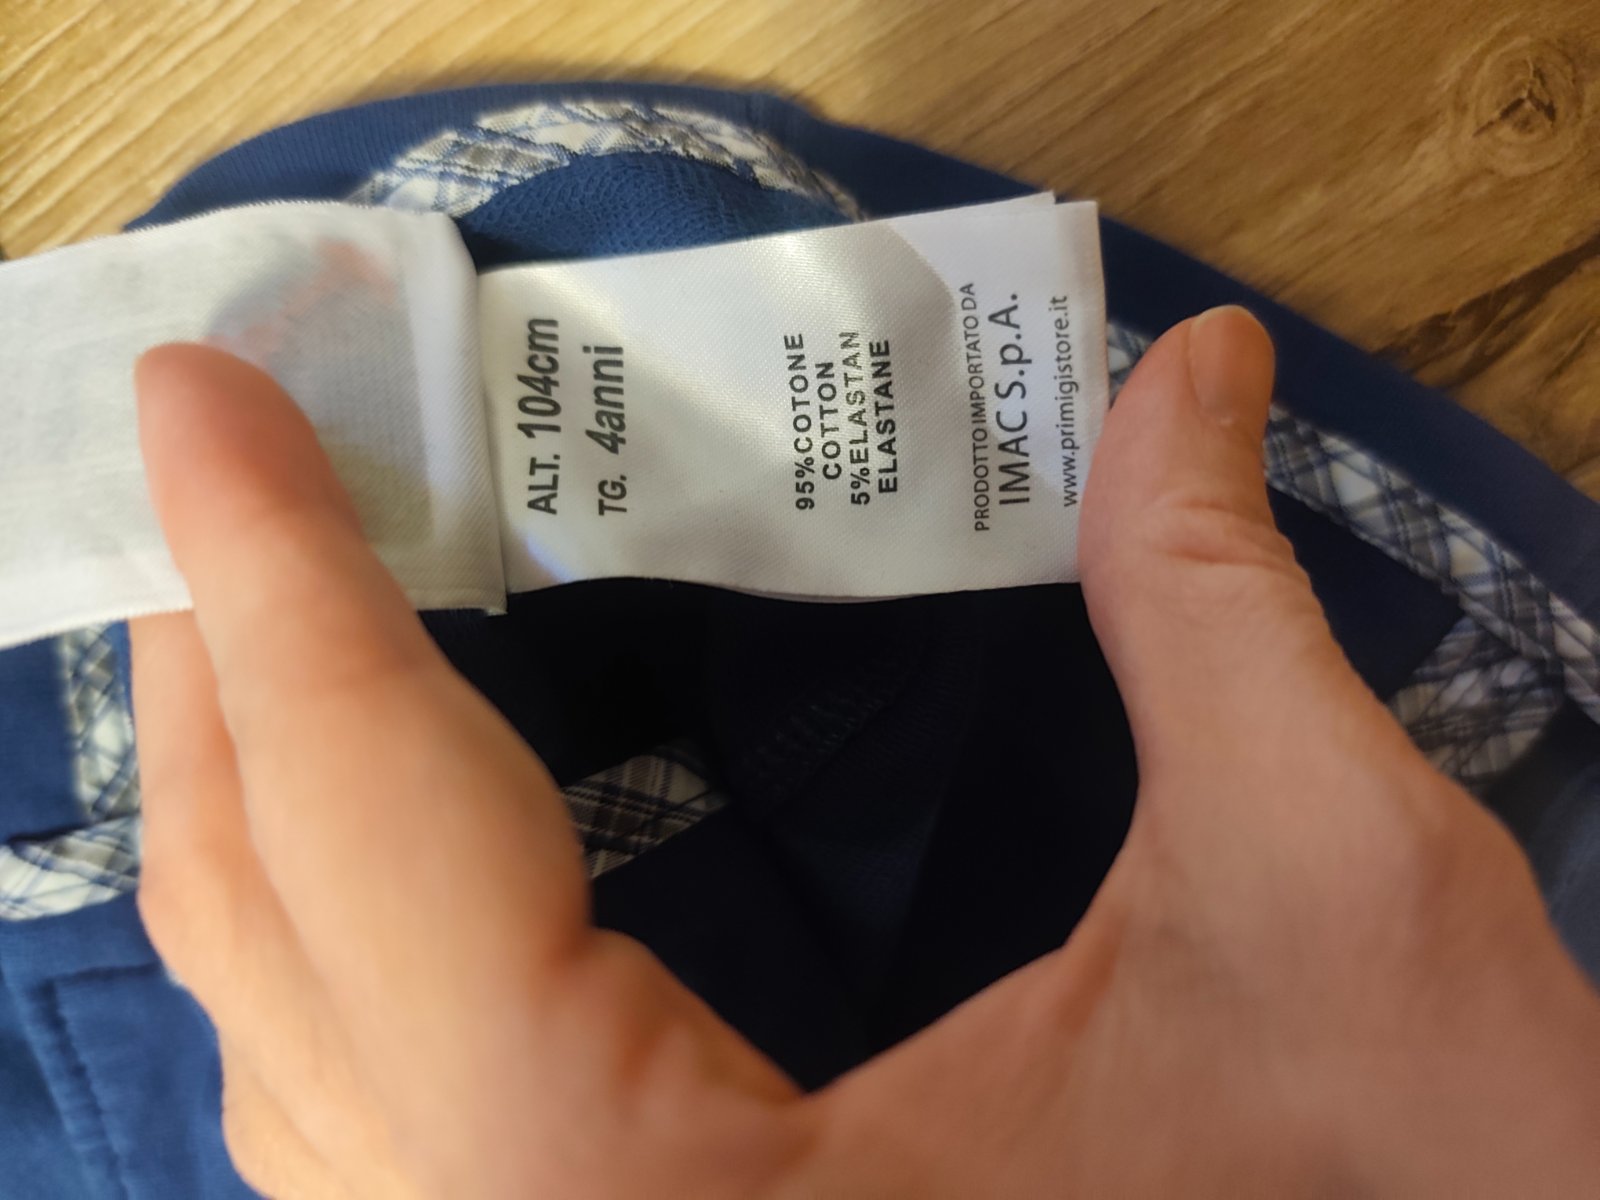 ALT. 104cm
TG. 4anni
95%COTONE
COTTON
5%ELASTAN
ELASTANE
PRODOTTO IMPORTATO DA
IMAC S.p.A.
www.primigistore.it